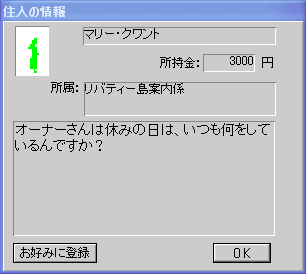 住人の情報
マリー・クワント
所持金: 3000 円
所属: リバティー島案内係
オーナーさんは休みの日は、いつも何をして
いるんですか？
お好みに登録 OK